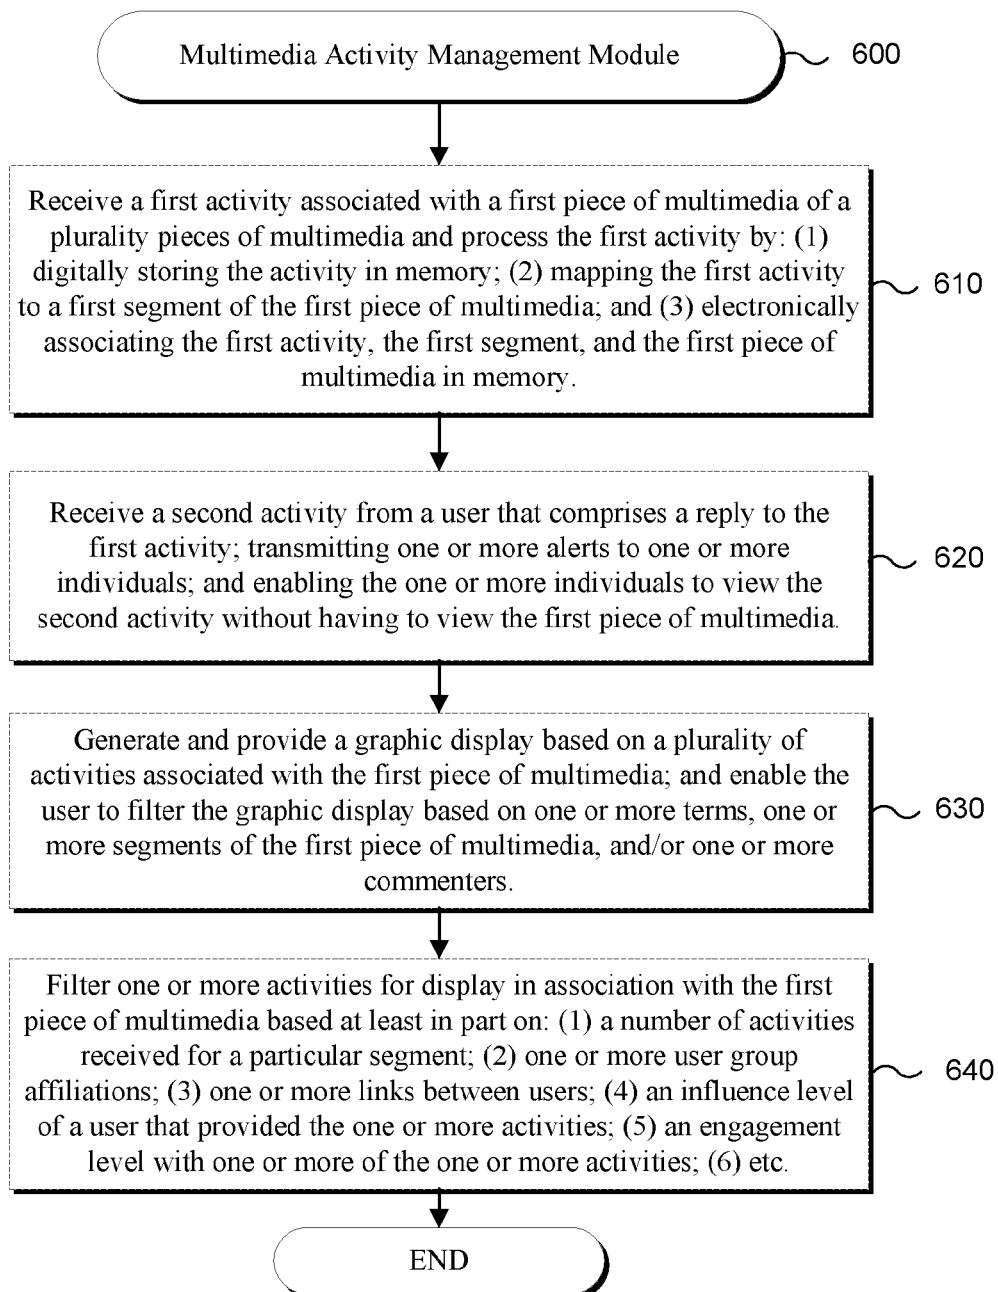 Multimedia Activity Management Module
600
Receive a first activity associated with a first piece of multimedia of a
plurality pieces of multimedia and process the first activity by: (1)
digitally storing the activity in memory; (2) mapping the first activity
to a first segment of the first piece of multimedia; and (3) electronically
associating the first activity, the first segment, and the first piece of
multimedia in memory.
610
Receive a second activity from a user that comprises a reply to the
first activity; transmitting one or more alerts to one or more
individuals; and enabling the one or more individuals to view the
second activity without having to view the first piece of multimedia.
620
Generate and provide a graphic display based on a plurality of
activities associated with the first piece of multimedia; and enable the
user to filter the graphic display based on one or more terms, one or
more segments of the first piece of multimedia, and/or one or more
commenters.
630
Filter one or more activities for display in association with the first
piece of multimedia based at least in part on: (1) a number of activities
received for a particular segment; (2) one or more user group
affiliations; (3) one or more links between users; (4) an influence level
of a user that provided the one or more activities; (5) an engagement
level with one or more of the one or more activities; (6) etc.
640
END